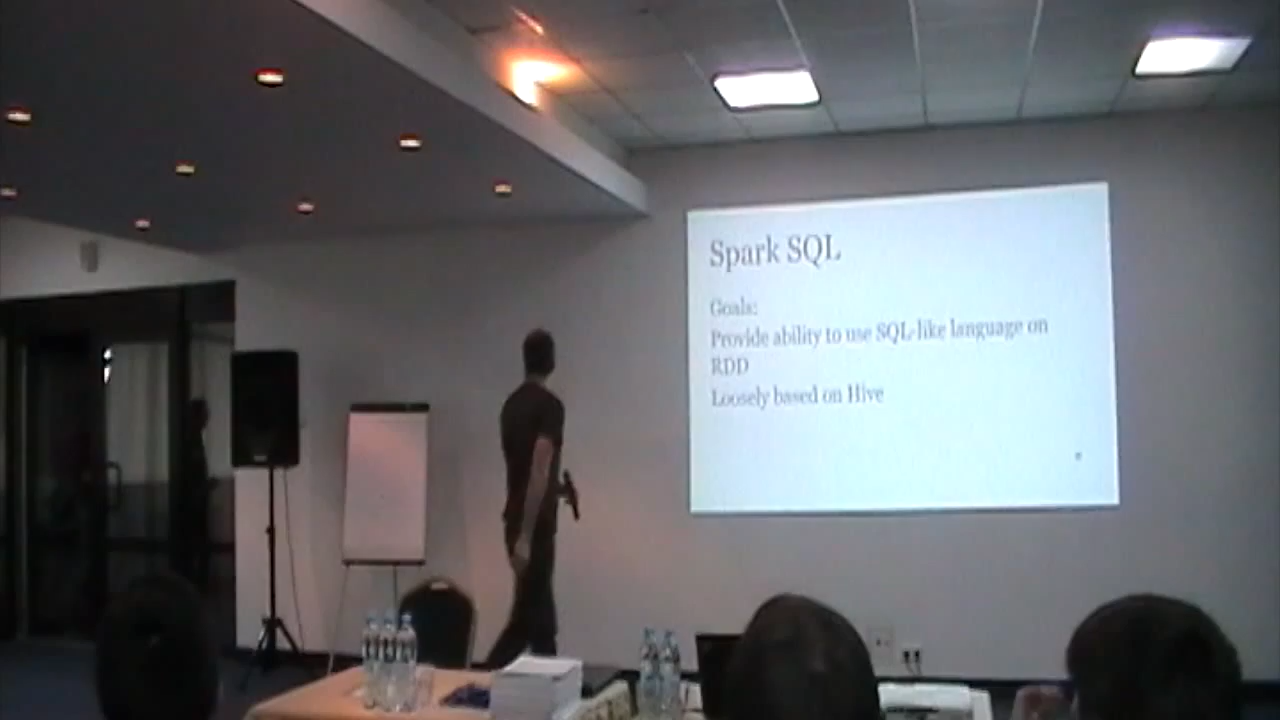 Spark SQL
Goals:
Provide ability to use SQL-like language on
RDD
Loosely based on Hive